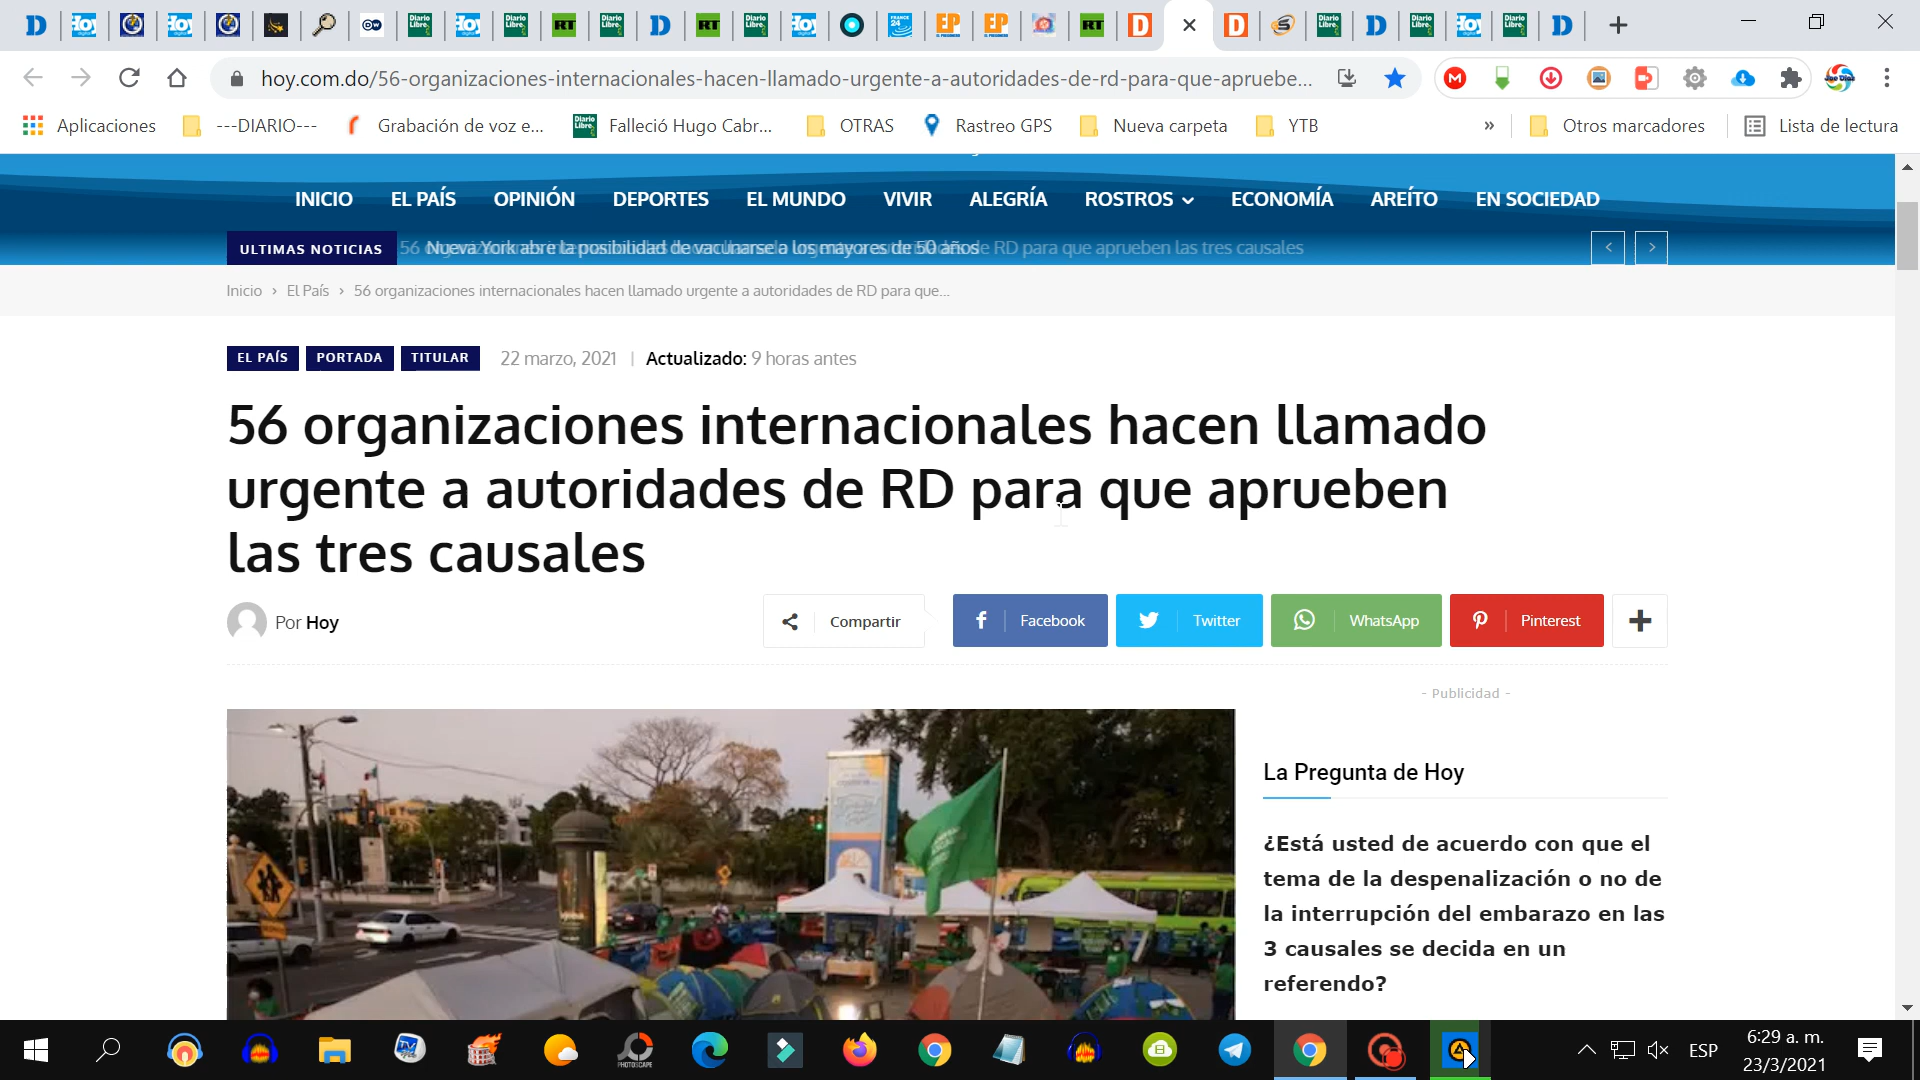 hoy.com.do/56-organizaciones-internacionales-hacen-llamado-urgente-a-autoridades-de-rd-para-que-apruebe...
Aplicaciones
---DIARIO---
Grabación de voz e...
Falleció Hugo Cabr...
OTRAS
Rastreo GPS
Nueva carpeta
YTB
»
Otros marcadores
Lista de lectura
INICIO
EL PAÍS
OPINIÓN
DEPORTES
EL MUNDO
VIVIR
ALEGRÍA
ROSTROS
ECONOMÍA
AREÍTO
EN SOCIEDAD
ULTIMAS NOTICIAS
Nueva York abre la posibilidad de vacunarse a los mayores de 50 años
Inicio › El País › 56 organizaciones internacionales hacen llamado urgente a autoridades de RD para que...
EL PAÍS
PORTADA
TITULAR
22 marzo, 2021 | Actualizado: 9 horas antes
56 organizaciones internacionales hacen llamado
urgente a autoridades de RD para que aprueben
las tres causales
Por Hoy
Compartir
Facebook
Twitter
WhatsApp
Pinterest
- Publicidad -
La Pregunta de Hoy
¿Está usted de acuerdo con que el
tema de la despenalización o no de
la interrupción del embarazo en las
3 causales se decida en un
referendo?
ESP
6:29 a. m.
23/3/2021